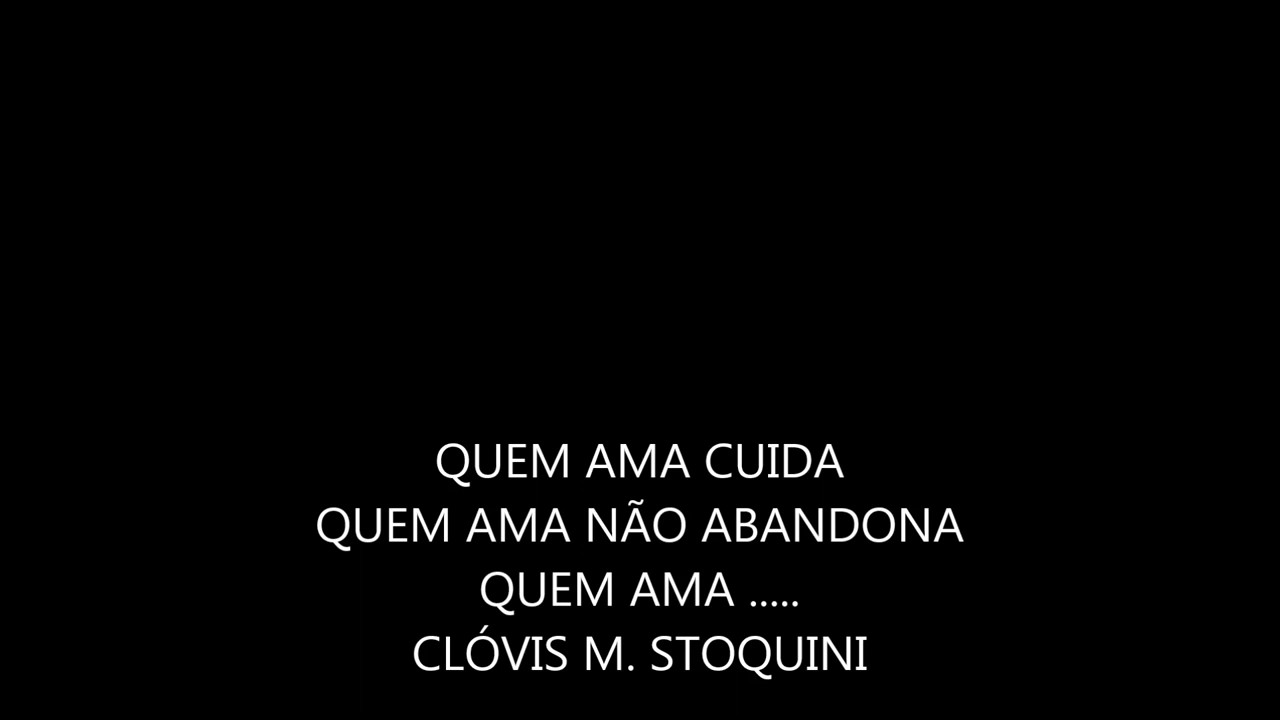 QUEM AMA CUIDA
QUEM AMA NÃO ABANDONA
QUEM AMA .....
CLÓVIS M. STOQUINI